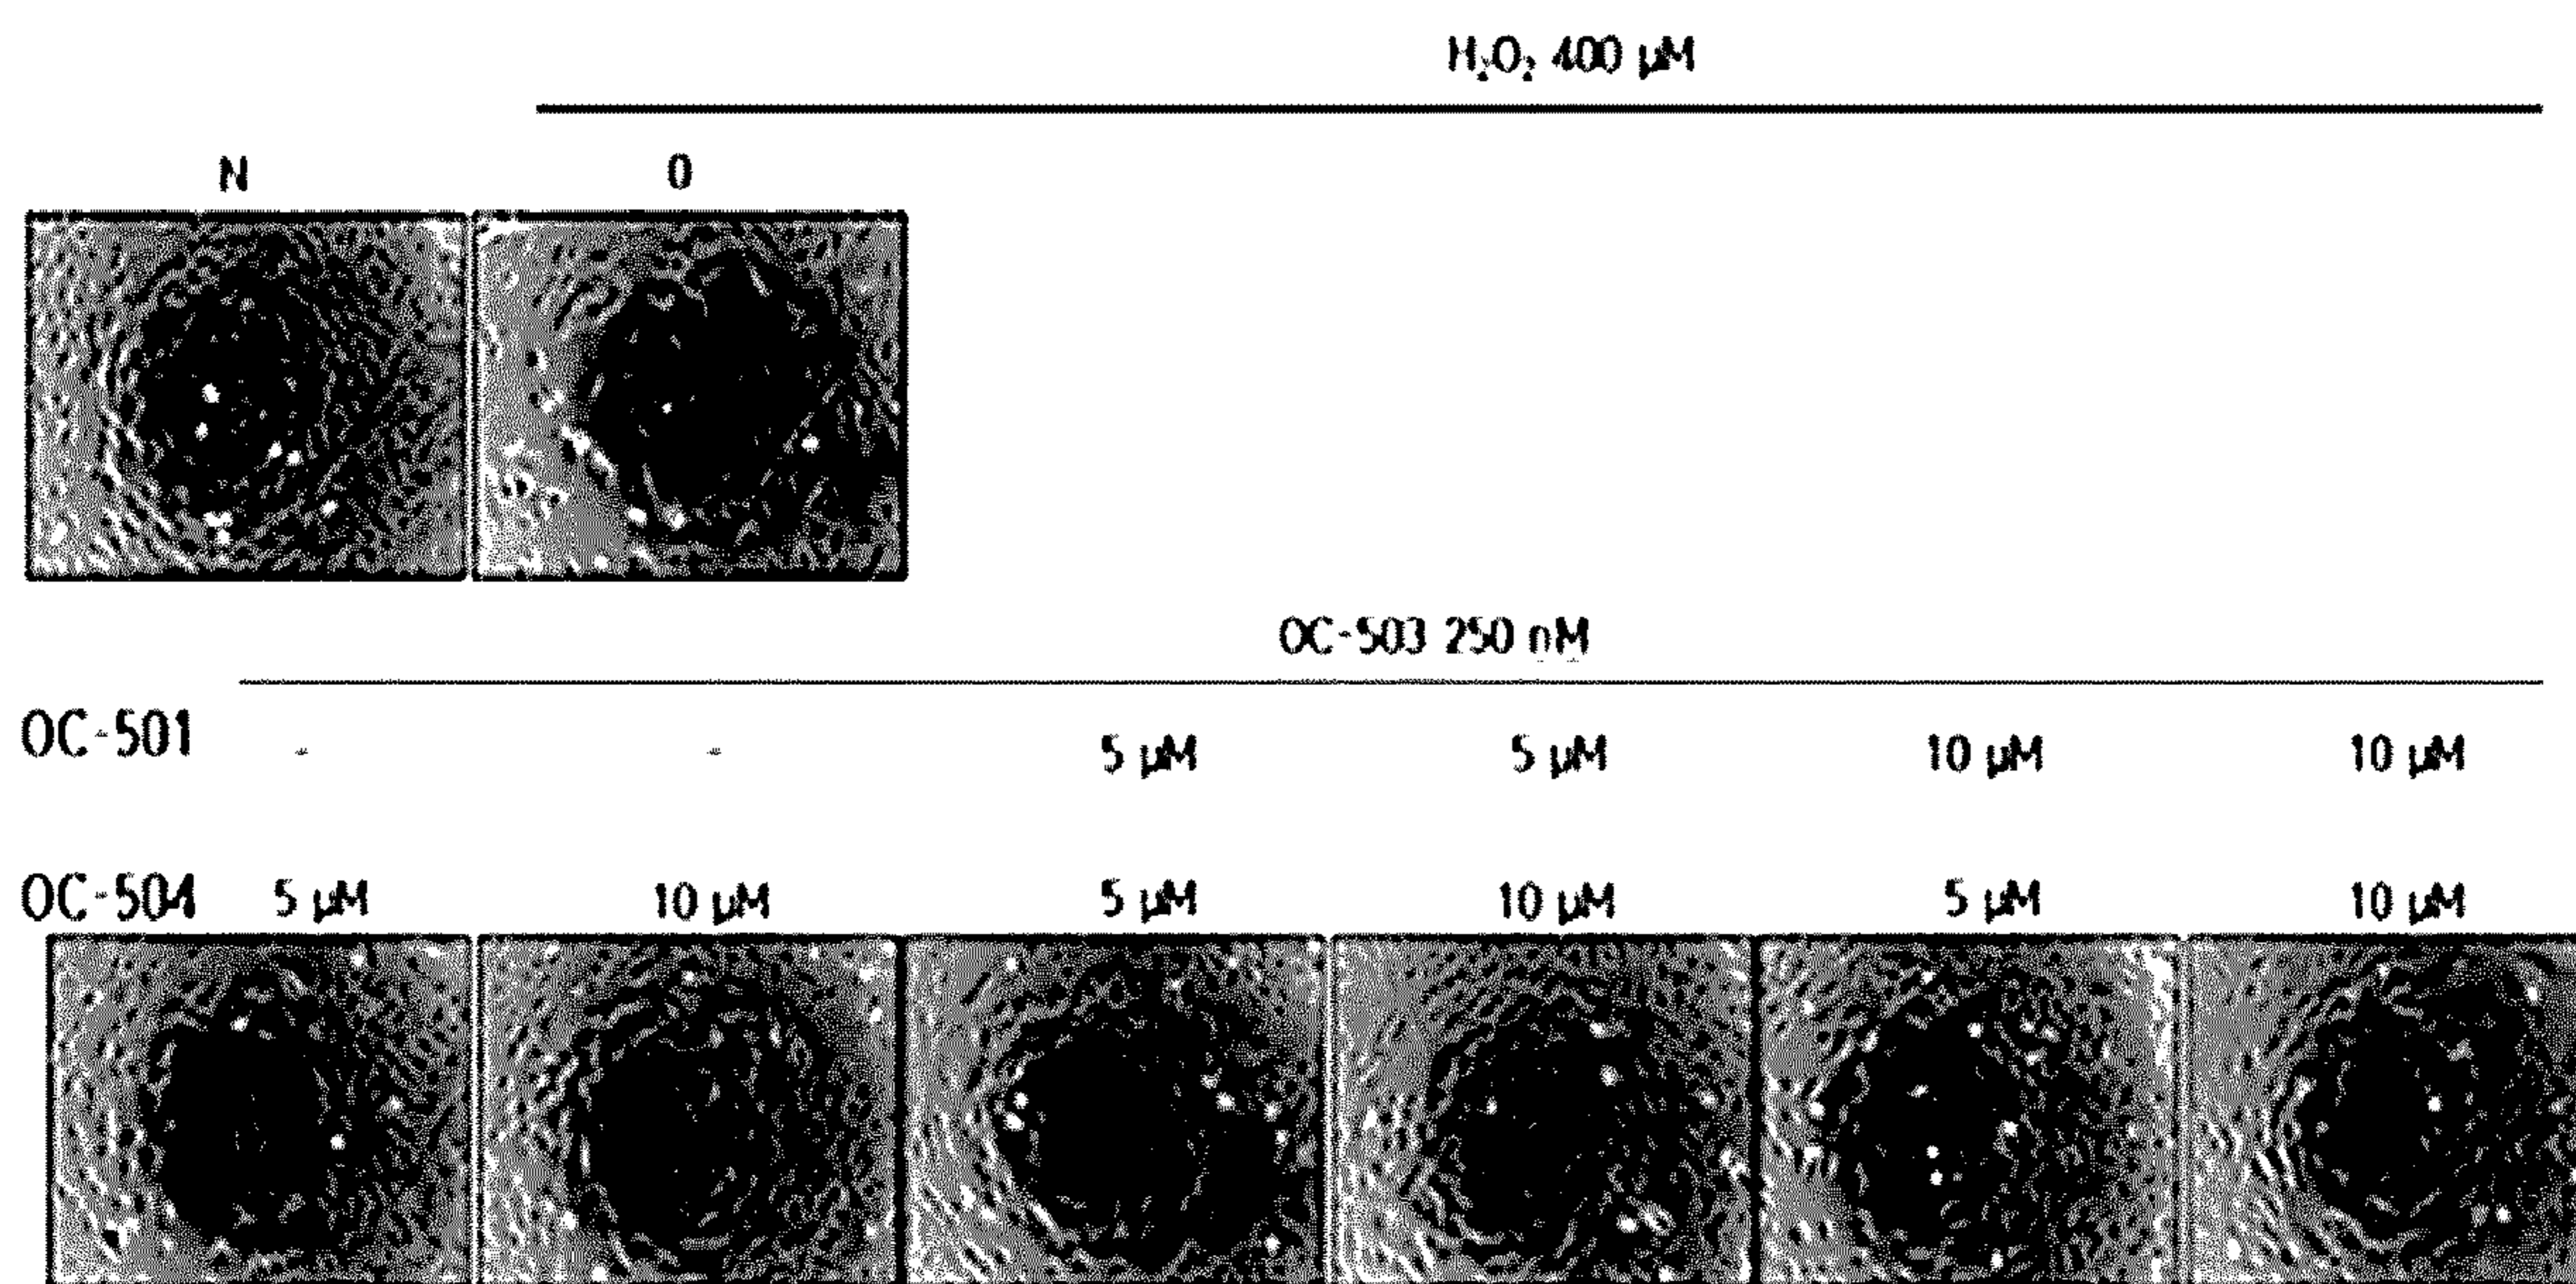 H₂O₂ 400 µM
N 0
OC-503 250 nM
OC-501 - - 5 µM 5 µM 10 µM 10 µM
OC-504 5 µM 10 µM 5 µM 10 µM 5 µM 10 µM